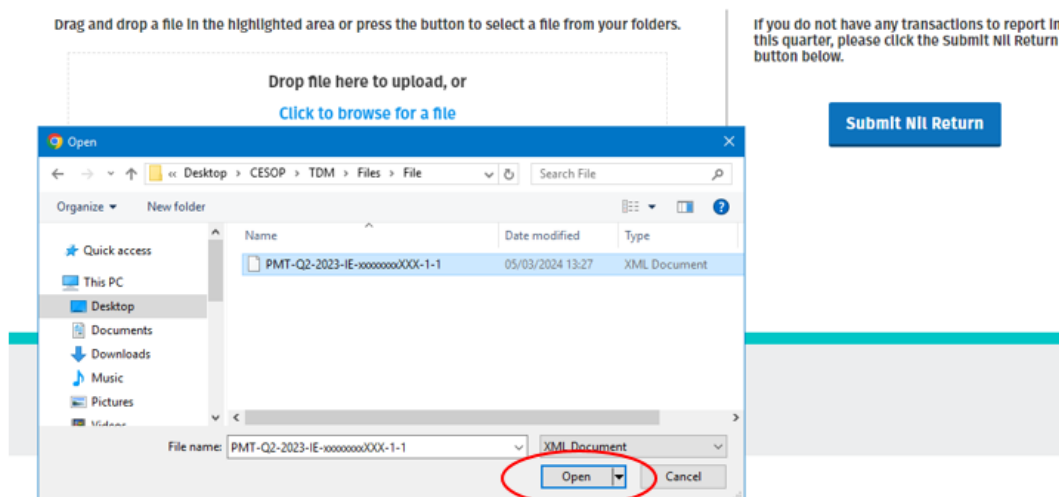 Drag and drop a file in the highlighted area or press the button to select a file from your folders.
Drop file here to upload, or
Click to browse for a file
If you do not have any transactions to report in
this quarter, please click the Submit Nil Return
button below.
Submit Nil Return
Open
« Desktop > CESOP > TDM > Files > File
Search File
Organize
New folder
Name
Date modified
Type
Quick access
This PC
Desktop
Documents
Downloads
Music
Pictures
Videos
PMT-Q2-2023-IE-xxxxxxxxXXX-1-1
05/03/2024 13:27
XML Document
File name:
PMT-Q2-2023-IE-xxxxxxxxXXX-1-1
XML Document
Open
Cancel